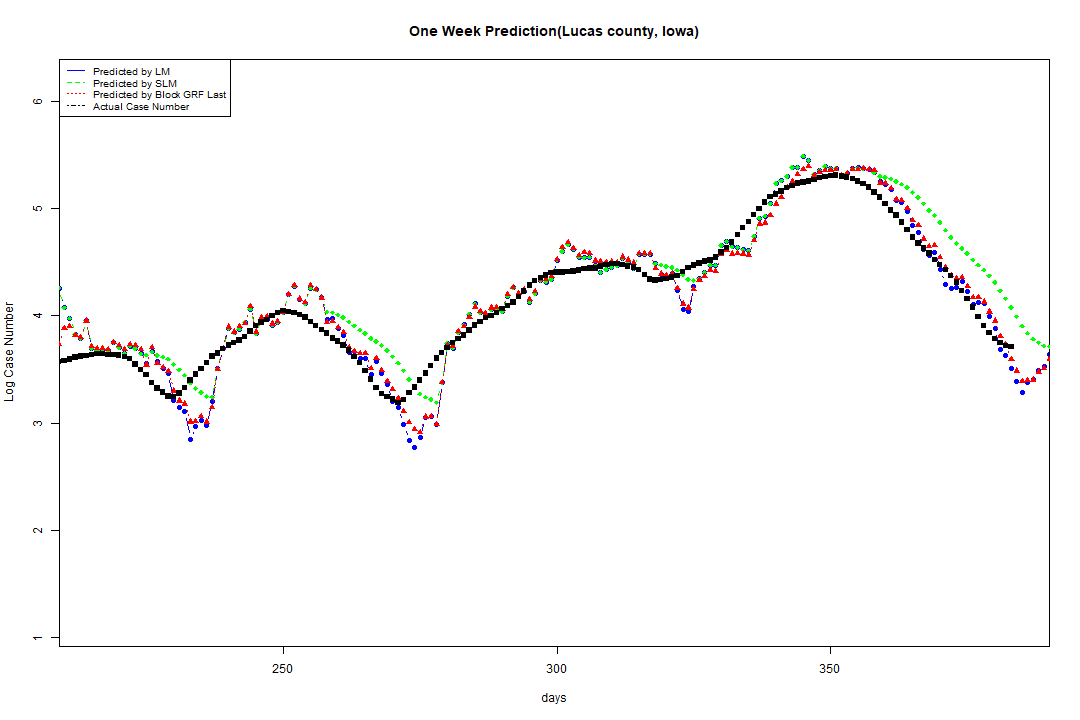 One Week Prediction(Lucas county, Iowa)
Predicted by LM
Predicted by SLM
Predicted by Block GRF Last
Actual Case Number
6
5
4
3
2
1
Log Case Number
250
300
350
days